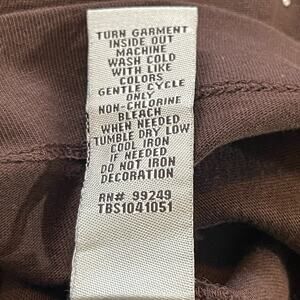 TURN GARMENT
INSIDE OUT
MACHINE
WASH COLD
WITH LIKE
COLORS
GENTLE CYCLE
ONLY
NON-CHLORINE
BLEACH
WHEN NEEDED
TUMBLE DRY LOW
COOL IRON
IF NEEDED
DO NOT IRON
DECORATION
RN# 99249
TBS1041051